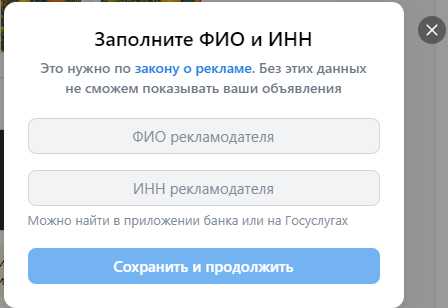 Заполните ФИО и ИНН
Это нужно по закону о рекламе. Без этих данных
не сможем показывать ваши объявления
ФИО рекламодателя
ИНН рекламодателя
Можно найти в приложении банка или на Госуслугах
Сохранить и продолжить